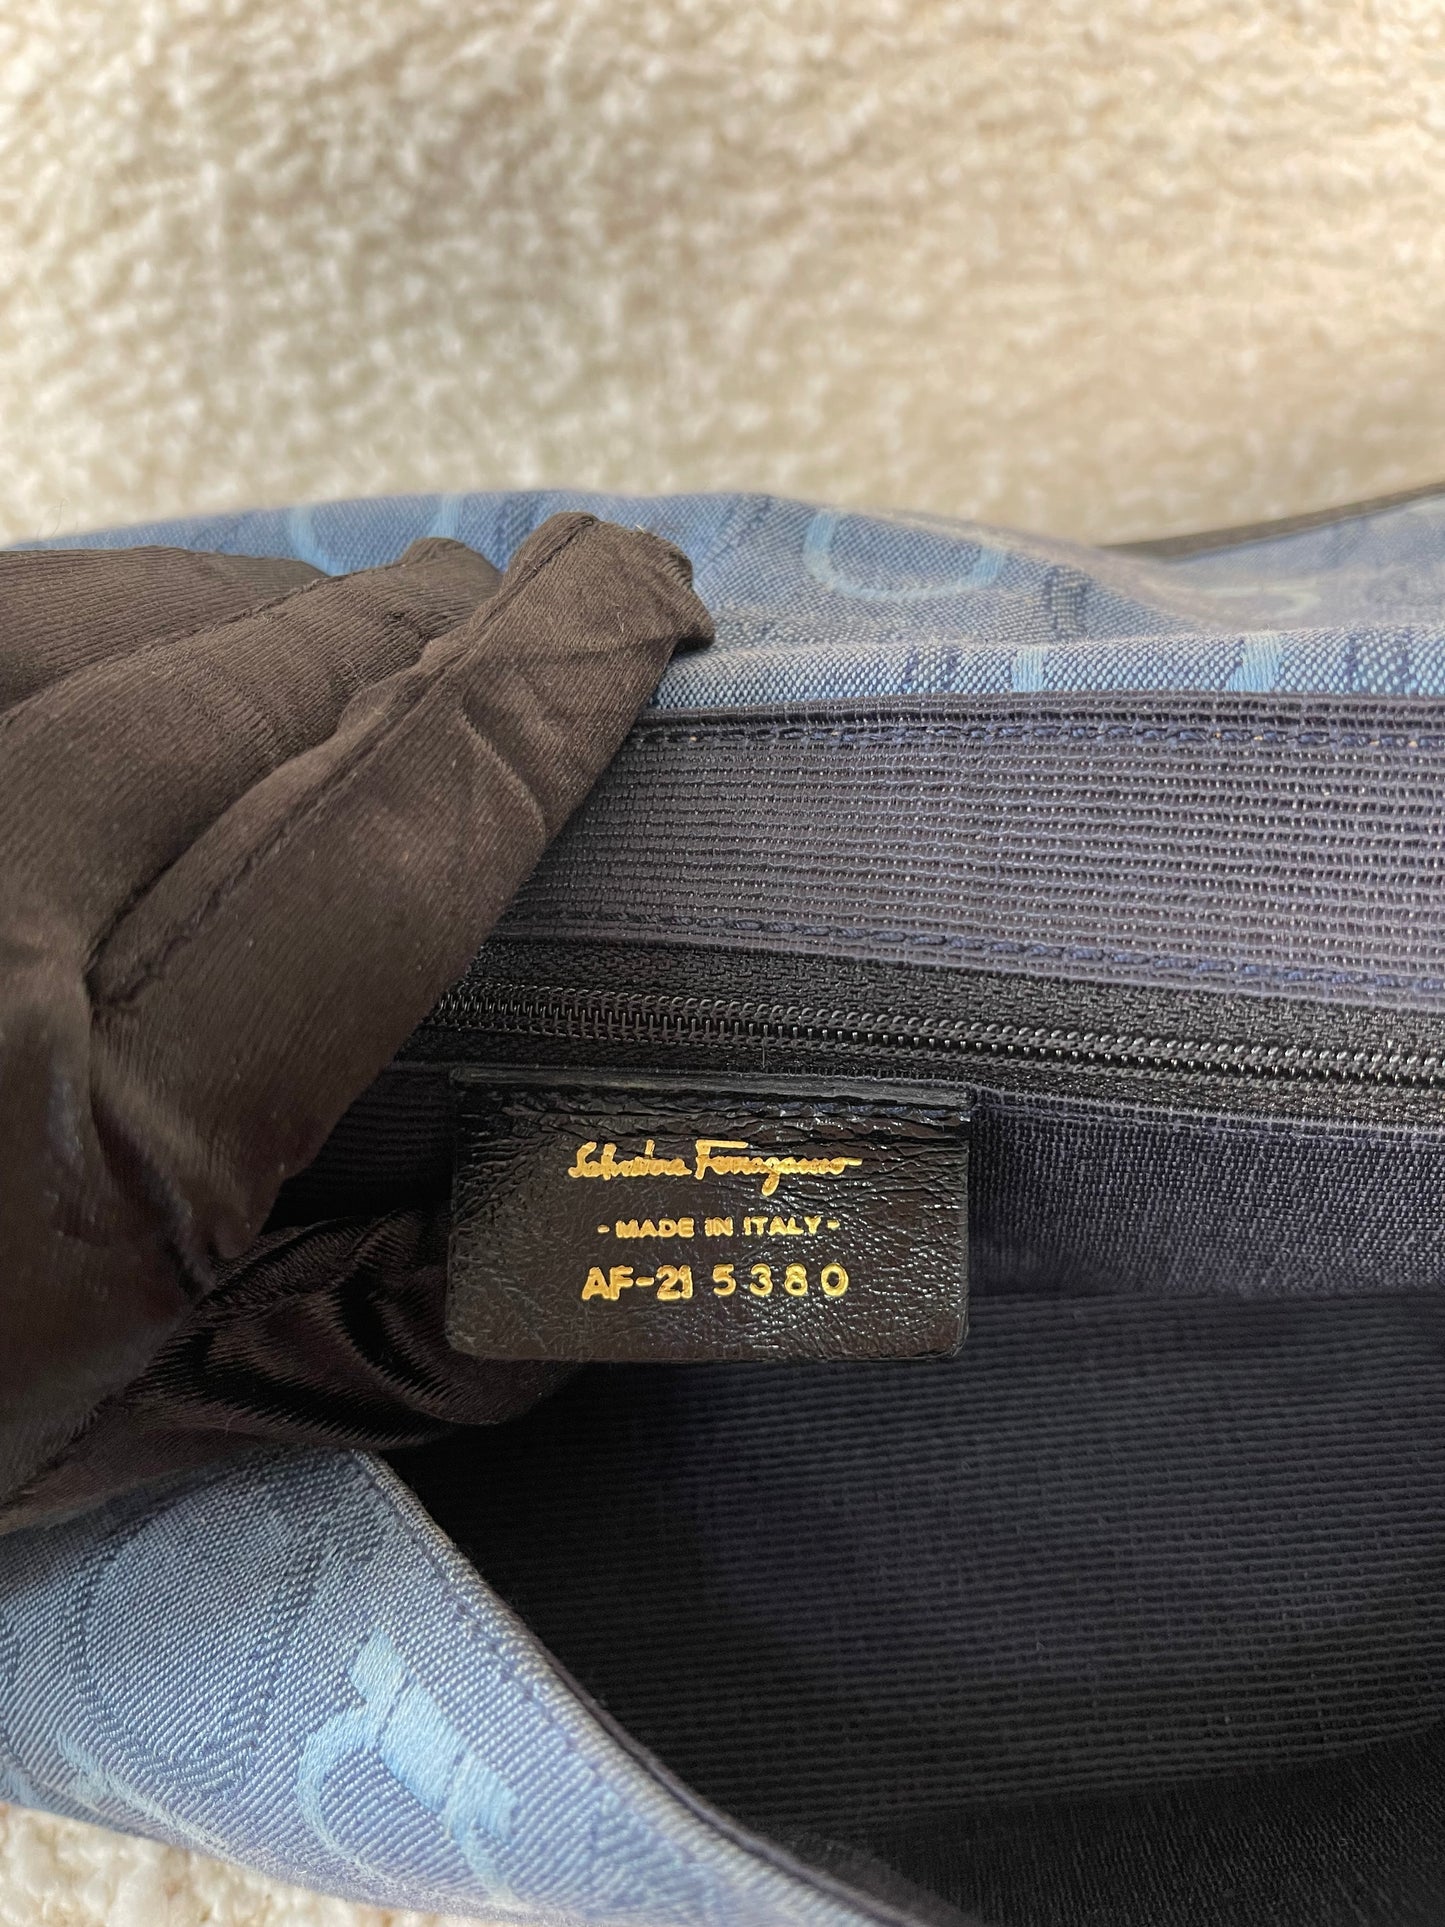 Salvatore Ferragamo
- MADE IN ITALY -
AF-21 5380